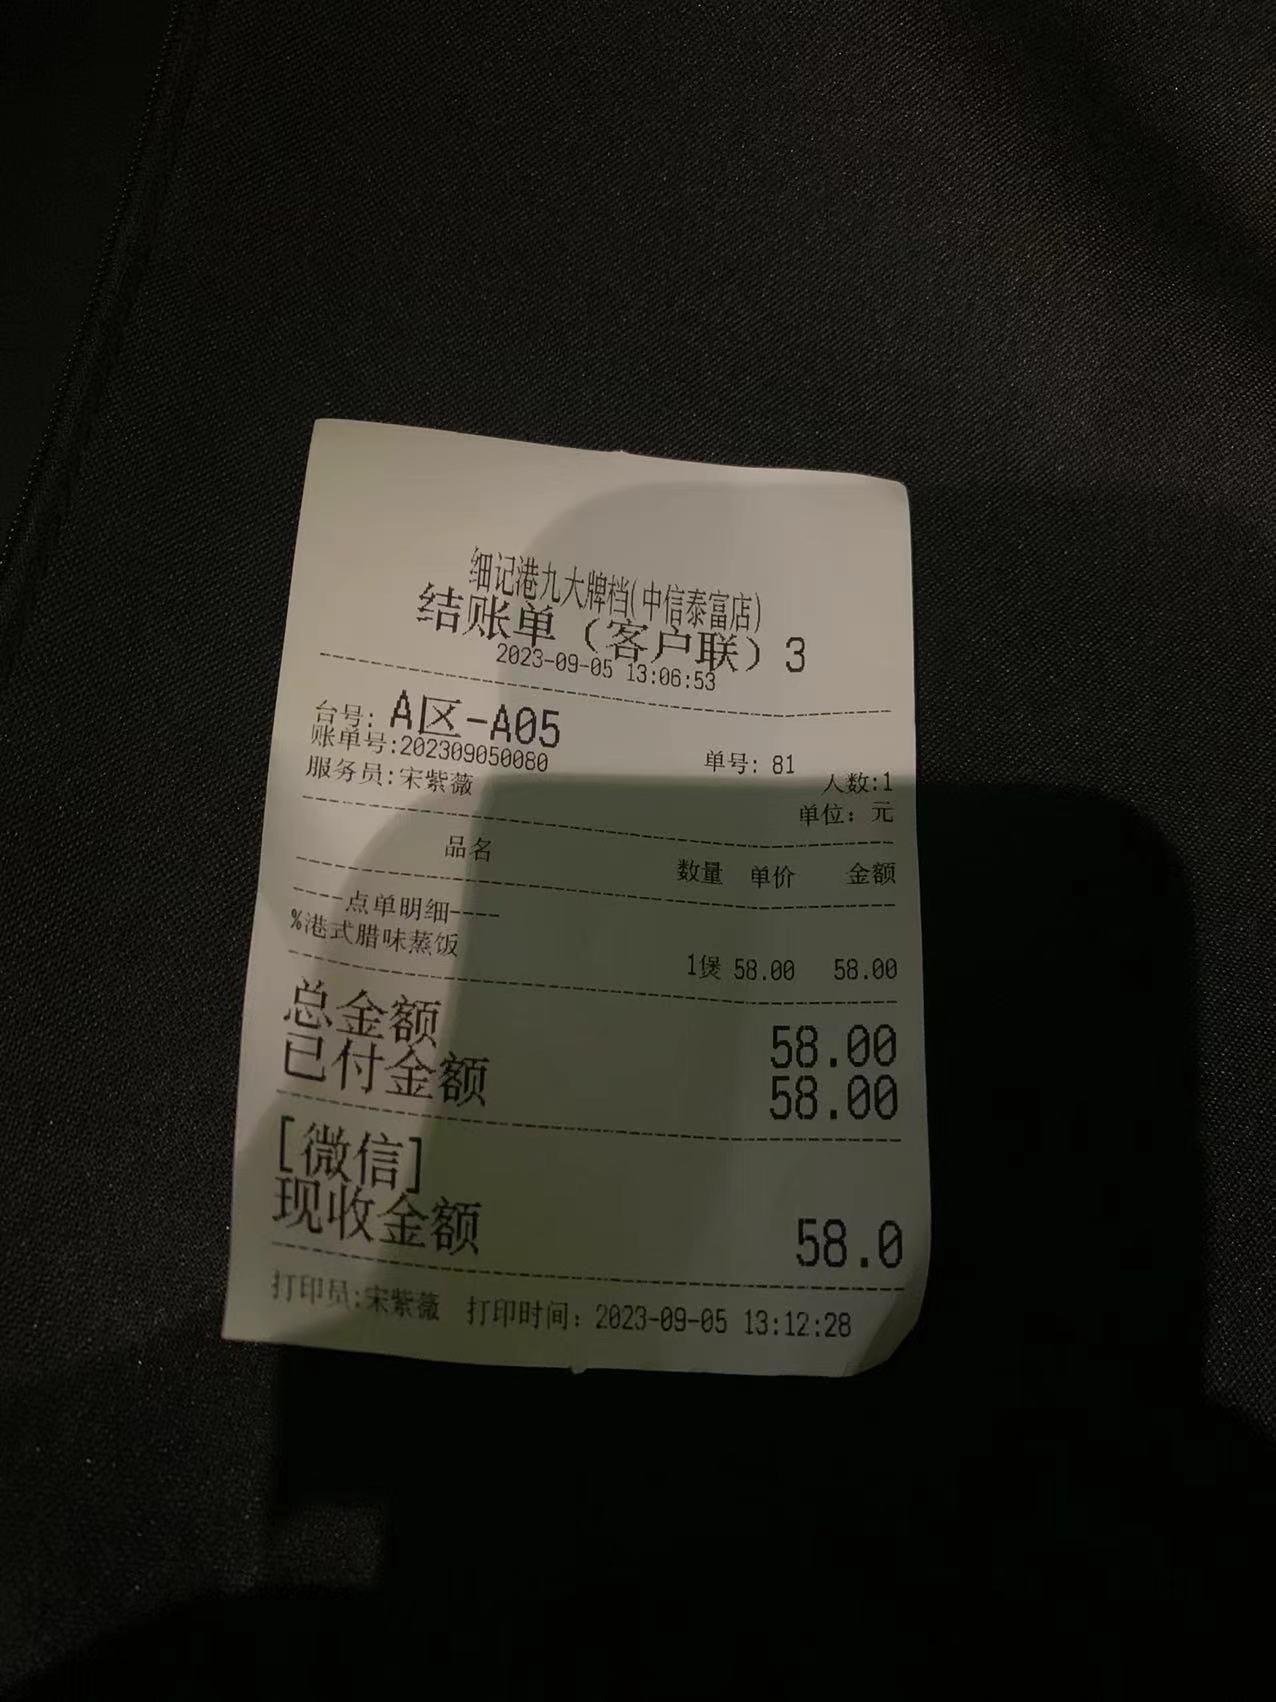 细记港九大牌档(中信泰富店)
结账单（客户联）3
2023-09-05 13:06:53
台号: A区-A05
单号: 81
账单号:202309050080
人数:1
服务员:宋紫薇
单位: 元
品名 数量 单价 金额
----点单明细----
%港式腊味蒸饭
1煲 58.00 58.00
总金额 58.00
已付金额 58.00
[微信]
现收金额 58.0
打印员:宋紫薇 打印时间: 2023-09-05 13:12:28